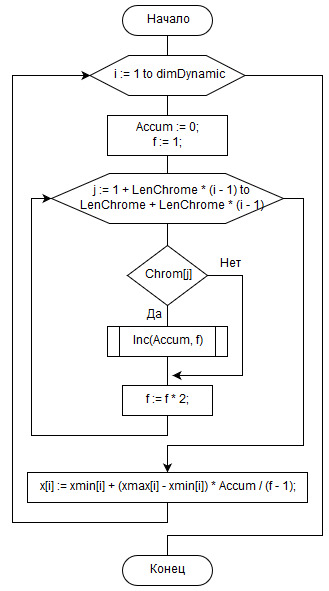 Начало
i := 1 to dimDynamic
Accum := 0;
f := 1;
j := 1 + LenChrome * (i - 1) to
LenChrome + LenChrome * (i - 1)
Chrom[j]
Нет
Да
Inc(Accum, f)
f := f * 2;
x[i] := xmin[i] + (xmax[i] - xmin[i]) * Accum / (f - 1);
Конец